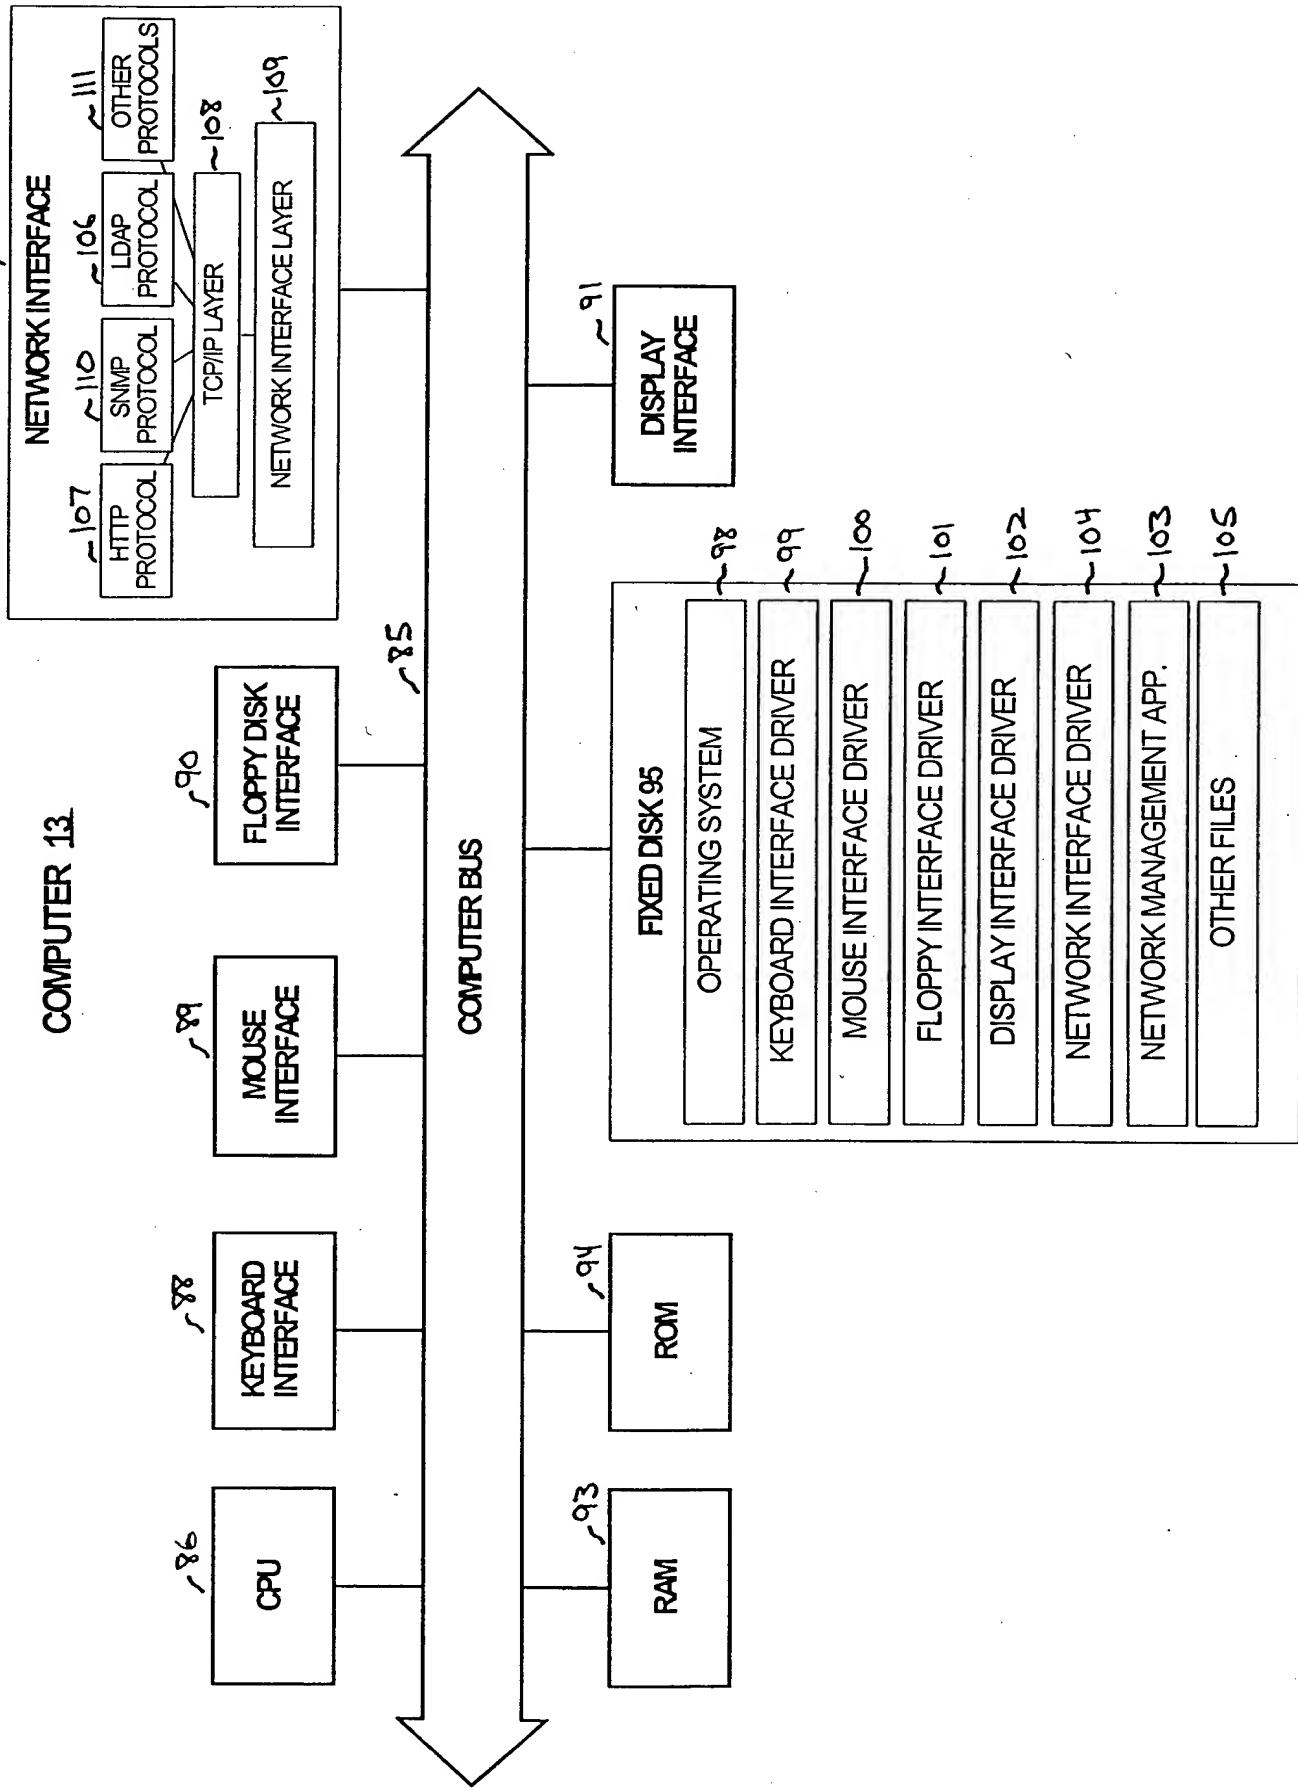 COMPUTER 13
86
CPU
88
KEYBOARD
INTERFACE
89
MOUSE
INTERFACE
90
FLOPPY DISK
INTERFACE
NETWORK INTERFACE
107
HTTP
PROTOCOL
110
SNMP
PROTOCOL
106
LDAP
PROTOCOL
111
OTHER
PROTOCOLS
TCP/IP LAYER
108
NETWORK INTERFACE LAYER
109
85
COMPUTER BUS
93
RAM
94
ROM
FIXED DISK 95
OPERATING SYSTEM
98
KEYBOARD INTERFACE DRIVER
99
MOUSE INTERFACE DRIVER
100
FLOPPY INTERFACE DRIVER
101
DISPLAY INTERFACE DRIVER
102
NETWORK INTERFACE DRIVER
104
NETWORK MANAGEMENT APP.
103
OTHER FILES
105
91
DISPLAY
INTERFACE